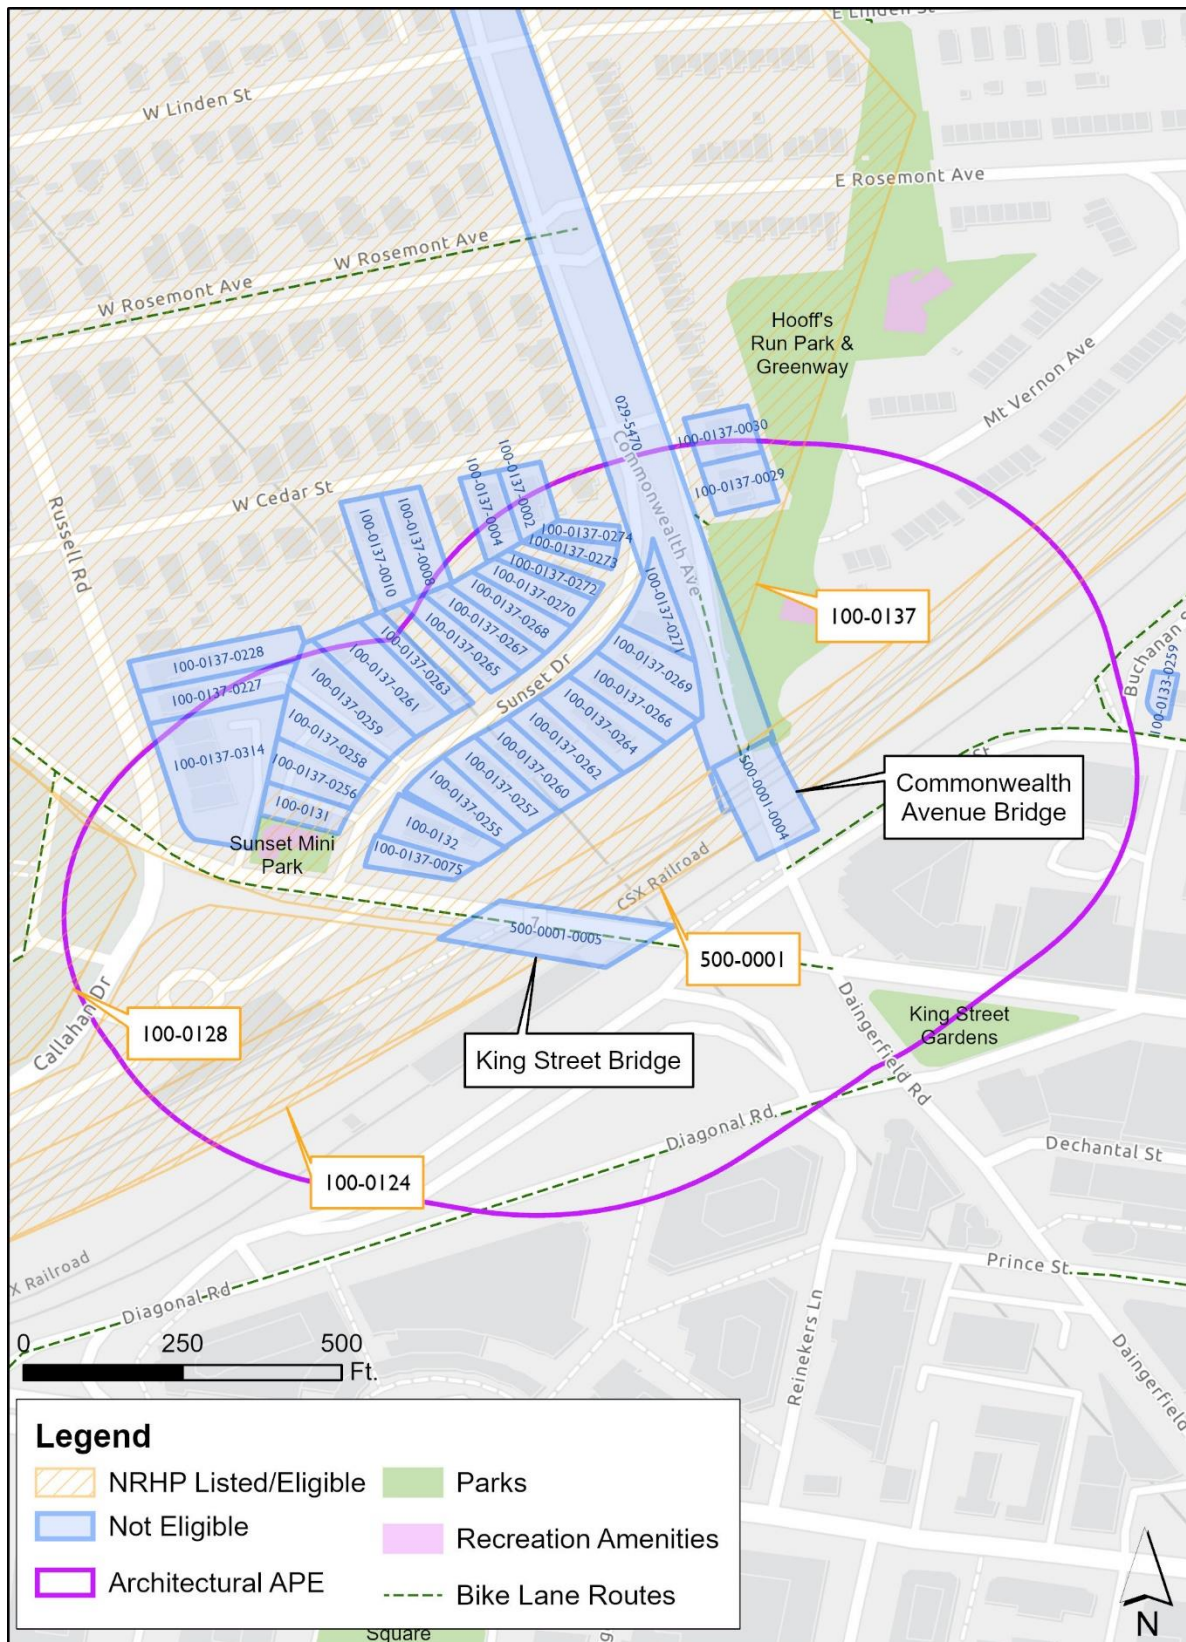 E Linden St
W Linden St
E Rosemont Ave
W Rosemont Ave
W Rosemont Ave
Hooff's
Run Park &
Greenway
Mt Vernon Ave
029-5470
Commonwealth Ave
100-0137-0030
100-0137-0029
W Cedar St
Russell Rd
100-0137-0002
100-0137-0004
100-0137-0008
100-0137-0010
100-0137-0274
100-0137-0273
100-0137-0272
100-0137-0270
100-0137-0268
100-0137-0267
100-0137-0265
100-0137-0263
100-0137-0261
100-0137-0259
100-0137-0258
100-0137-0256
100-0131
100-0137-0228
100-0137-0227
100-0137-0314
Sunset Dr
100-0137-0271
100-0137-0269
100-0137-0266
100-0137-0264
100-0137-0262
100-0137-0260
100-0137-0257
100-0137-0255
100-0132
100-0137-0075
100-0137
Buchanan S
100-0133-0259
St
Commonwealth
Avenue Bridge
500-0001-0004
Sunset Mini
Park
CSX Railroad
7
500-0001-0005
500-0001
King Street Bridge
100-0128
Callahan Dr
King Street
Gardens
Daingerfield Rd
Diagonal Rd
100-0124
Dechantal St
Prince St
X Railroad
Diagonal Rd
Reinekers Ln
Daingerfield
0 250 500
Ft.
Legend
NRHP Listed/Eligible
Not Eligible
Architectural APE
Parks
Recreation Amenities
Bike Lane Routes
N
Square